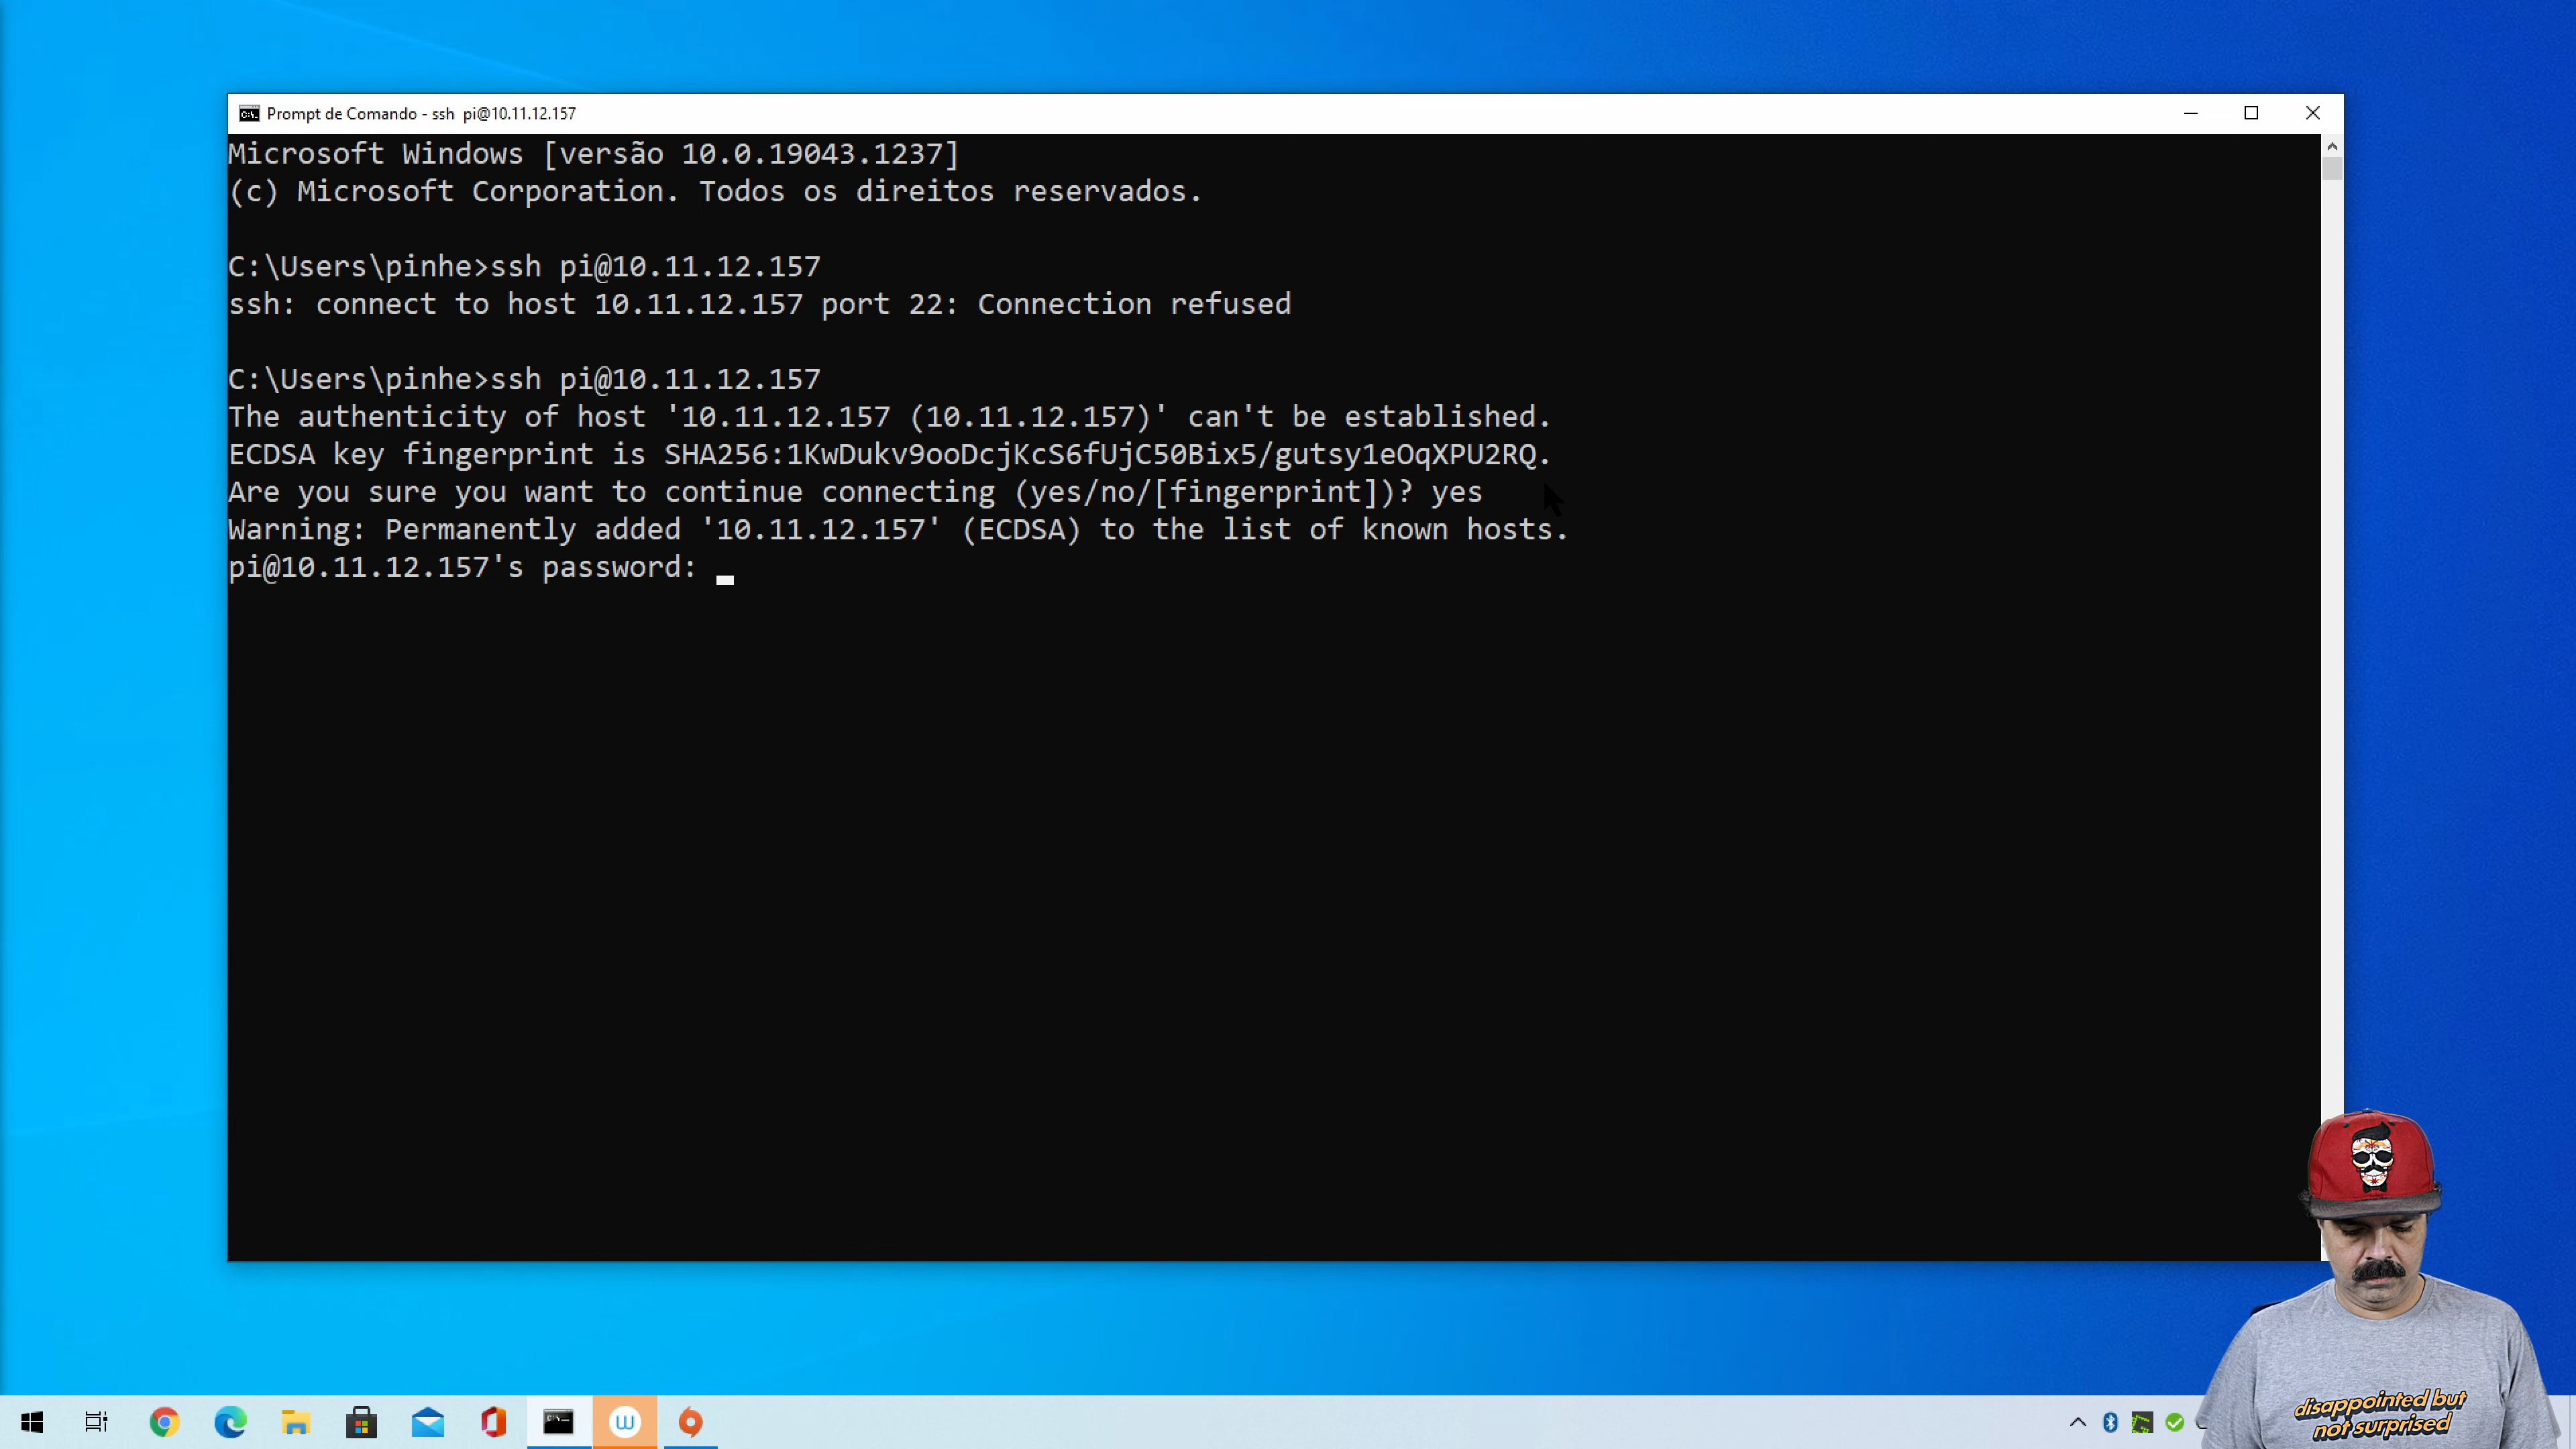 Prompt de Comando - ssh  pi@10.11.12.157
Microsoft Windows [versão 10.0.19043.1237]
(c) Microsoft Corporation. Todos os direitos reservados.
C:\Users\pinhe>ssh pi@10.11.12.157
ssh: connect to host 10.11.12.157 port 22: Connection refused
C:\Users\pinhe>ssh pi@10.11.12.157
The authenticity of host '10.11.12.157 (10.11.12.157)' can't be established.
ECDSA key fingerprint is SHA256:1KwDukv9ooDcjKcS6fUjC50Bix5/gutsy1eOqXPU2RQ.
Are you sure you want to continue connecting (yes/no/[fingerprint])? yes
Warning: Permanently added '10.11.12.157' (ECDSA) to the list of known hosts.
pi@10.11.12.157's password:
disappointed but
not surprised